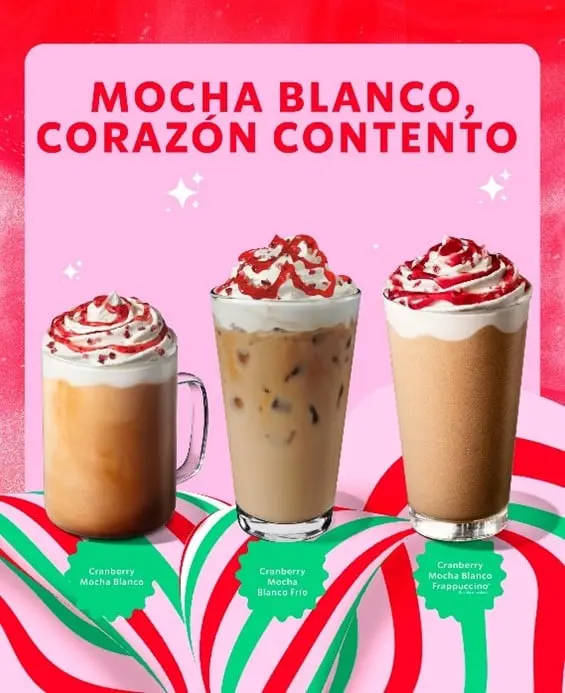 MOCHA BLANCO,
CORAZÓN CONTENTO
Cranberry
Mocha Blanco
Cranberry
Mocha
Blanco Frío
Cranberry
Mocha Blanco
Frappuccino